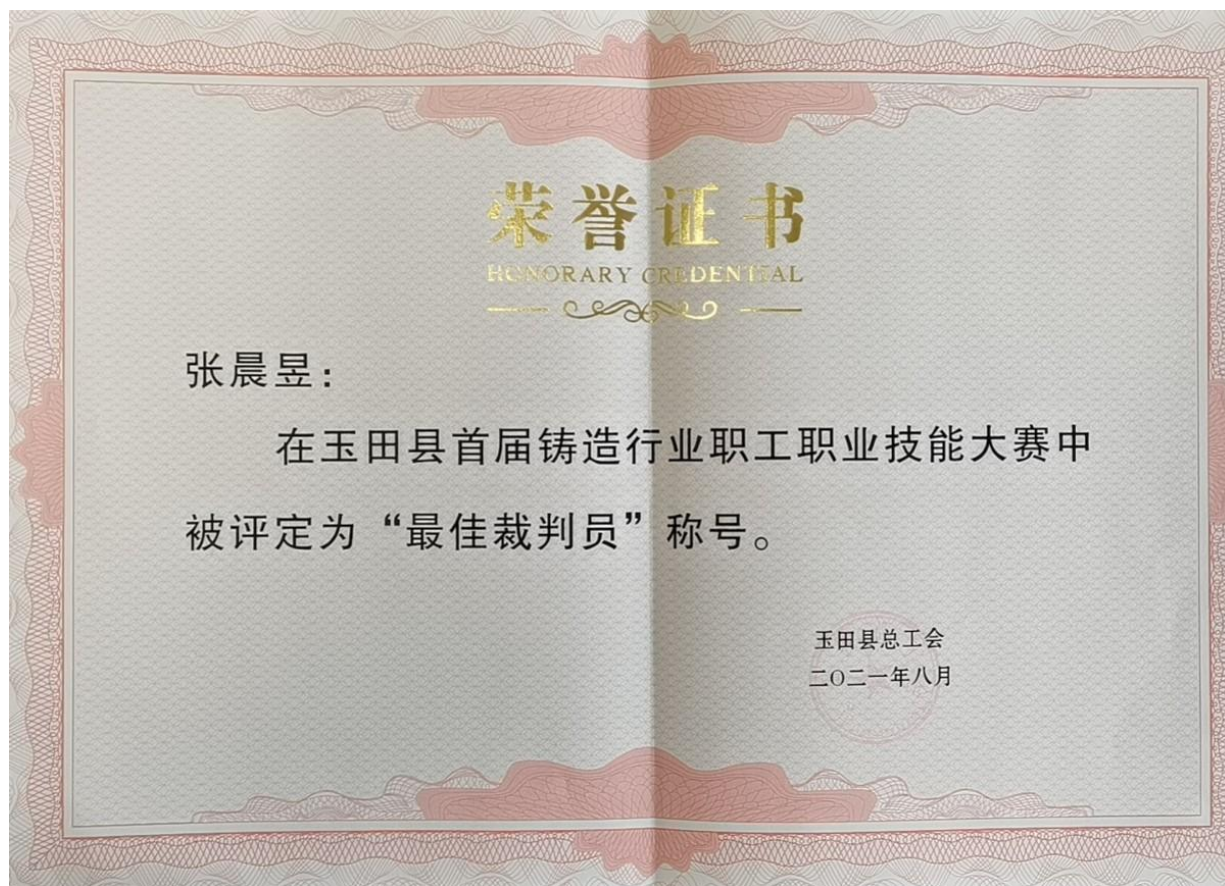 荣誉证书
HONORARY CREDENTIAL
张晨昱：
在玉田县首届铸造行业职工职业技能大赛中
被评定为“最佳裁判员”称号。
玉田县总工会
二〇二一年八月